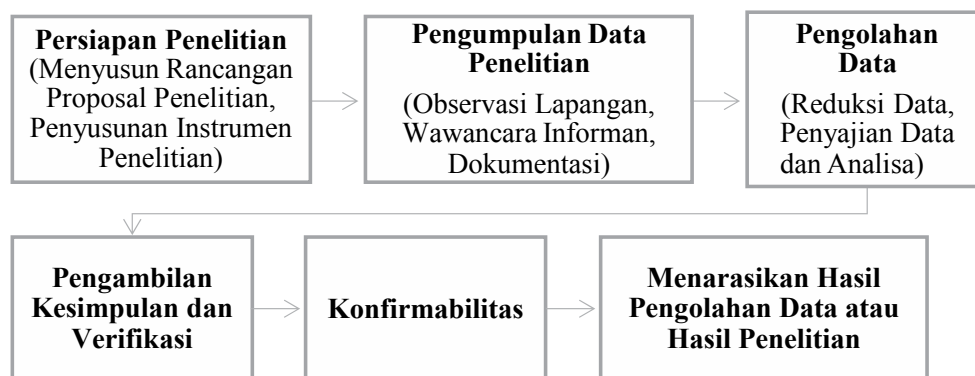 Persiapan Penelitian
(Menyusun Rancangan
Proposal Penelitian,
Penyusunan Instrumen
Penelitian)
Pengumpulan Data
Penelitian
(Observasi Lapangan,
Wawancara Informan,
Dokumentasi)
Pengolahan
Data
(Reduksi Data,
Penyajian Data
dan Analisa)
Pengambilan
Kesimpulan dan
Verifikasi
Konfirmabilitas
Menarasikan Hasil
Pengolahan Data atau
Hasil Penelitian